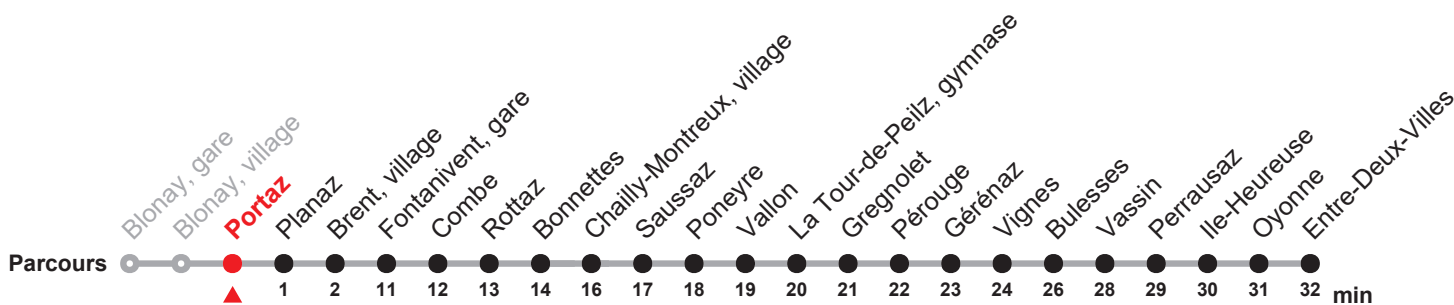 Blonay, gare
Blonay, village
Portaz
Planaz
Brent, village
Fontanivent, gare
Combe
Rottaz
Bonnettes
Chailly-Montreux, village
Saussaz
Poneyre
Vallon
La Tour-de-Peilz, gymnase
Gregnolet
Pérouge
Gérénaz
Vignes
Bulesses
Vassin
Perrausaz
Ile-Heureuse
Oyonne
Entre-Deux-Villes
Parcours
1 2 11 12 13 14 16 17 18 19 20 21 22 23 24 26 28 29 30 31 32 min